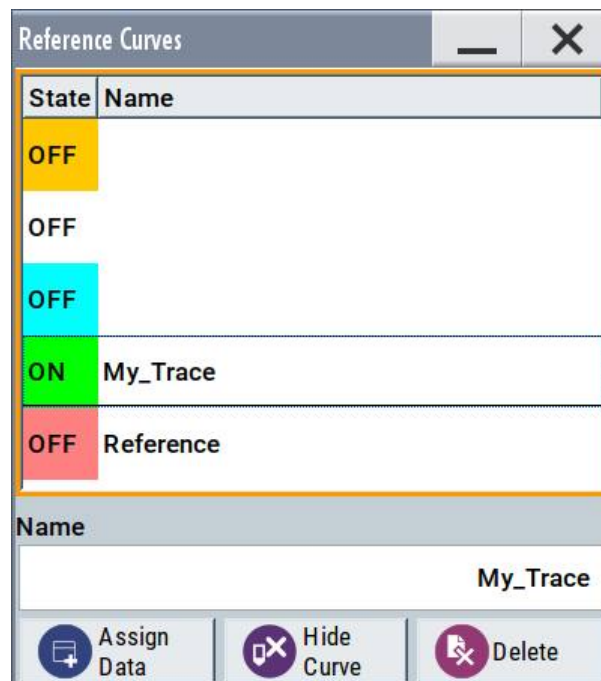 Reference Curves
State Name
OFF
OFF
OFF
ON My_Trace
OFF Reference
Name
My_Trace
Assign Data Hide Curve Delete